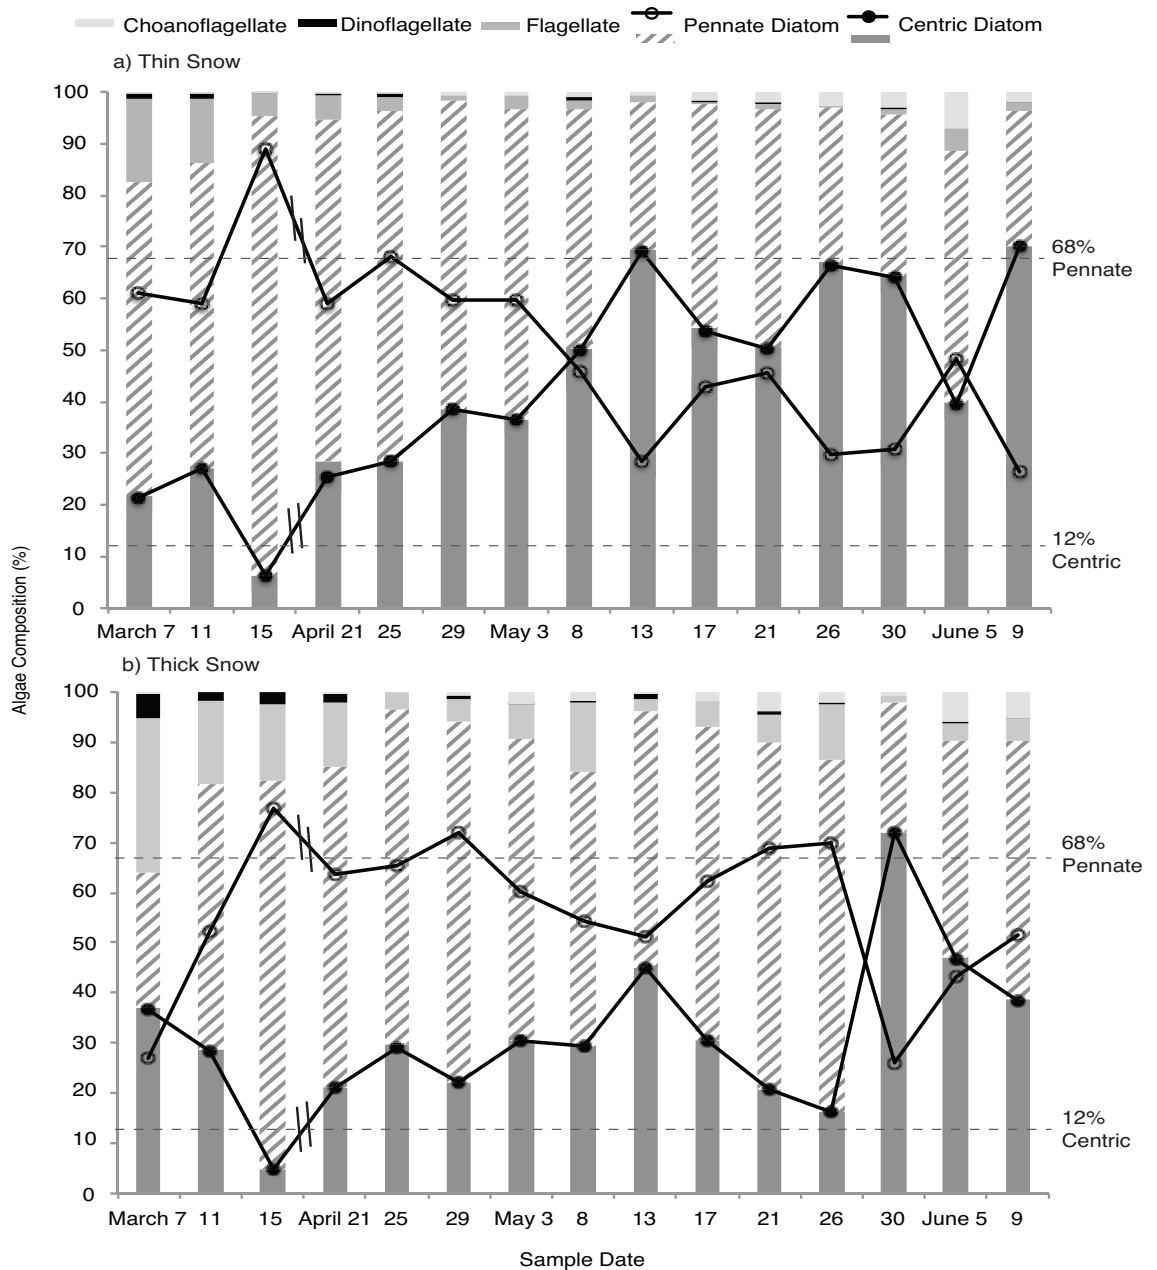 Choanoflagellate Dinoflagellate Flagellate Pennate Diatom Centric Diatom
a) Thin Snow
100
90
80
70
60
50
40
30
20
10
0
68%
Pennate
12%
Centric
March 7 11 15 April 21 25 29 May 3 8 13 17 21 26 30 June 5 9
Algae Composition (%)
b) Thick Snow
100
90
80
70
60
50
40
30
20
10
0
68%
Pennate
12%
Centric
March 7 11 15 April 21 25 29 May 3 8 13 17 21 26 30 June 5 9
Sample Date